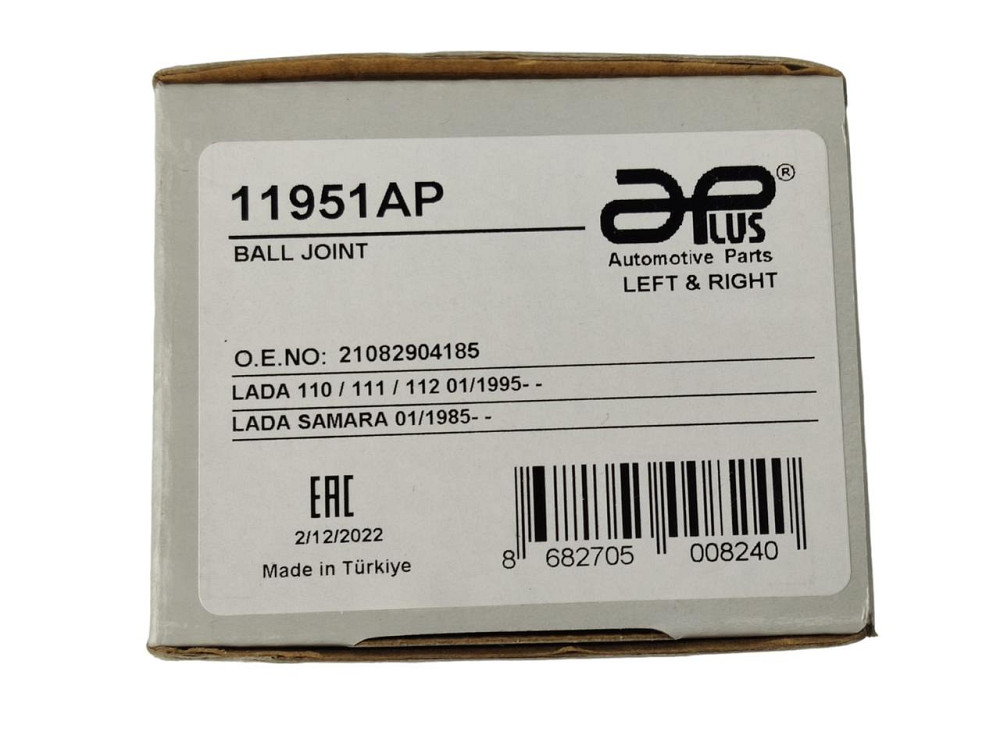 11951AP
BALL JOINT
aPLUS®
Automotive Parts
LEFT & RIGHT
O.E.NO: 21082904185
LADA 110 / 111 / 112 01/1995- -
LADA SAMARA 01/1985- -
EAC
2/12/2022
Made in Türkiye
8 682705 008240